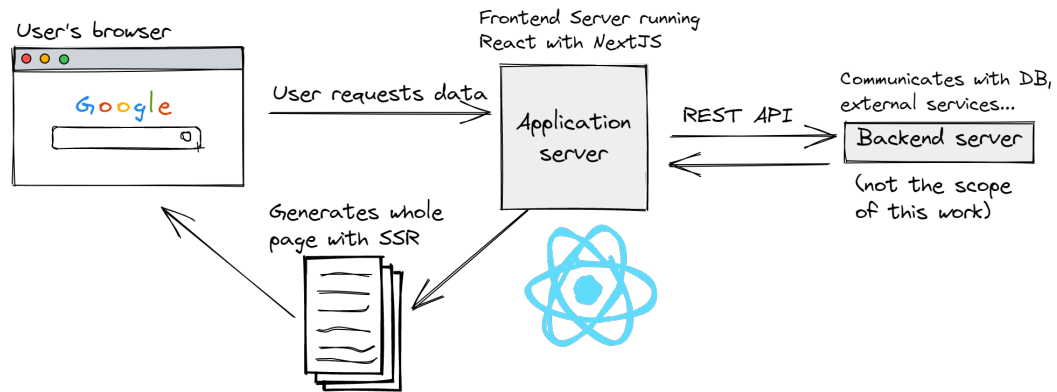 User's browser
Google
User requests data
Frontend Server running
React with NextJS
Application
server
REST API
Communicates with DB,
external services...
Backend server
(not the scope
of this work)
Generates whole
page with SSR